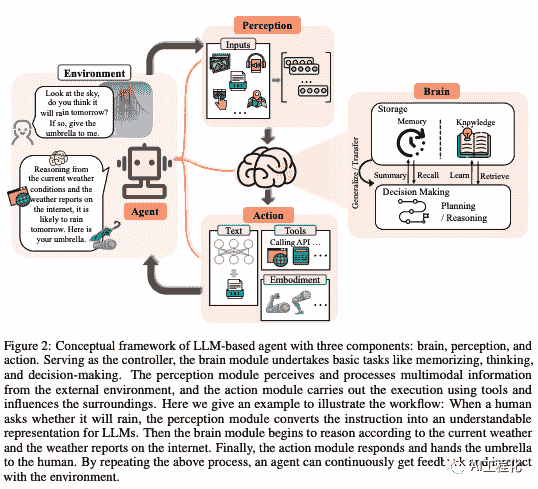 Perception
Inputs
Environment
Look at the sky,
do you think it
will rain tomorrow?
If so, give the
umbrella to me.
Reasoning from
the current weather
conditions and the
weather reports on
the internet, it is
likely to rain
tomorrow. Here is
your umbrella.
Agent
Action
Text
Tools
Calling API ...
Embodiment
Brain
Storage
Memory
Knowledge
Generalize / Transfer
Summary
Recall
Learn
Retrieve
Decision Making
Planning
/ Reasoning
Figure 2: Conceptual framework of LLM-based agent with three components: brain, perception, and
action. Serving as the controller, the brain module undertakes basic tasks like memorizing, thinking,
and decision-making. The perception module perceives and processes multimodal information
from the external environment, and the action module carries out the execution using tools and
influences the surroundings. Here we give an example to illustrate the workflow: When a human
asks whether it will rain, the perception module converts the instruction into an understandable
representation for LLMs. Then the brain module begins to reason according to the current weather
and the weather reports on the internet. Finally, the action module responds and hands the umbrella
to the human. By repeating the above process, an agent can continuously get feedback and interact
with the environment.
AI工程化